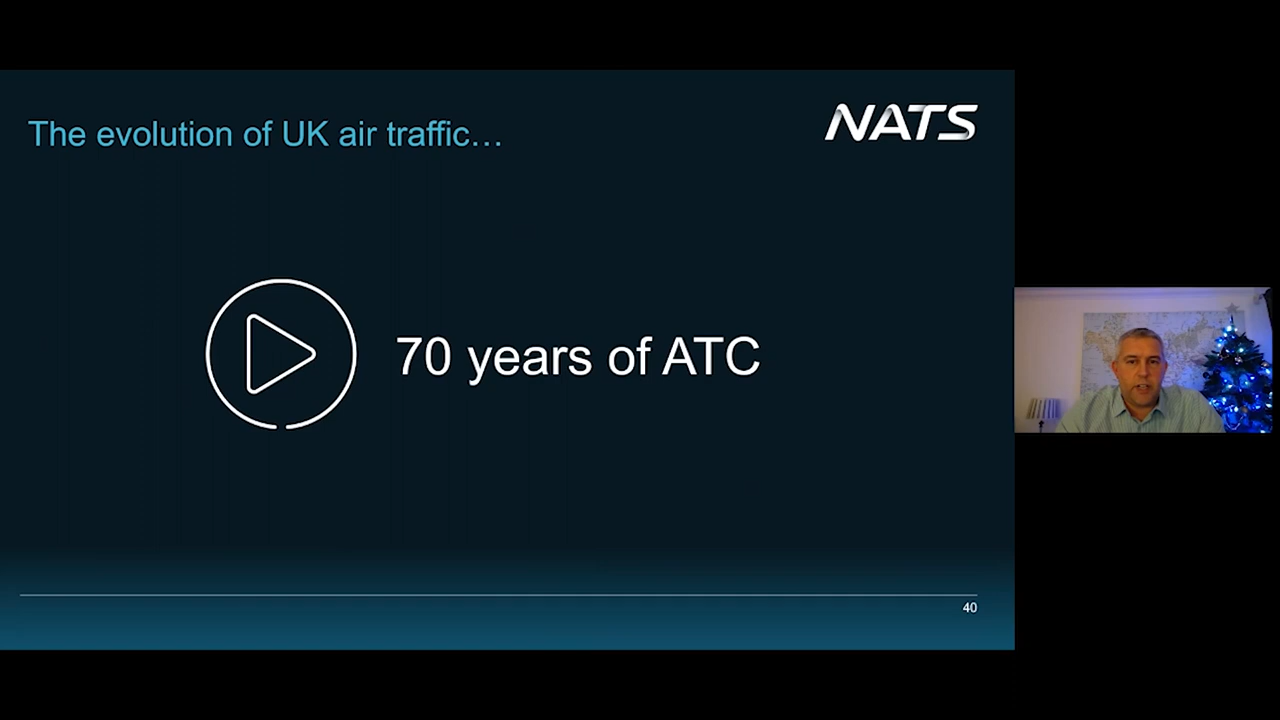 The evolution of UK air traffic…
NATS
70 years of ATC
40